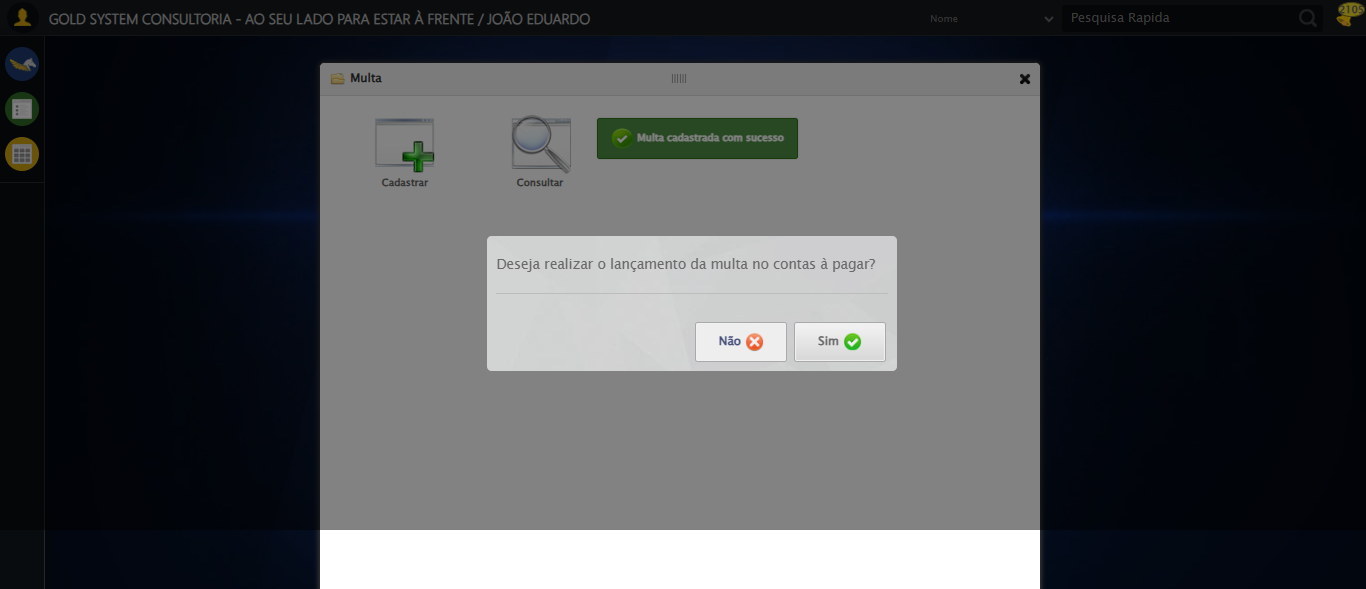 GOLD SYSTEM CONSULTORIA - AO SEU LADO PARA ESTAR À FRENTE / JOÃO EDUARDO
Nome
Pesquisa Rapida
2105
Multa
Cadastrar
Consultar
Multa cadastrada com sucesso
Deseja realizar o lançamento da multa no contas à pagar?
Não
Sim